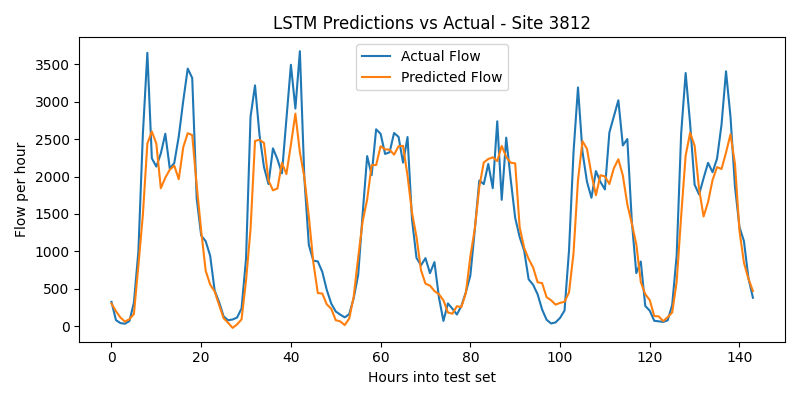 LSTM Predictions vs Actual - Site 3812
Actual Flow
Predicted Flow
Flow per hour
3500
3000
2500
2000
1500
1000
500
0
0 20 40 60 80 100 120 140
Hours into test set